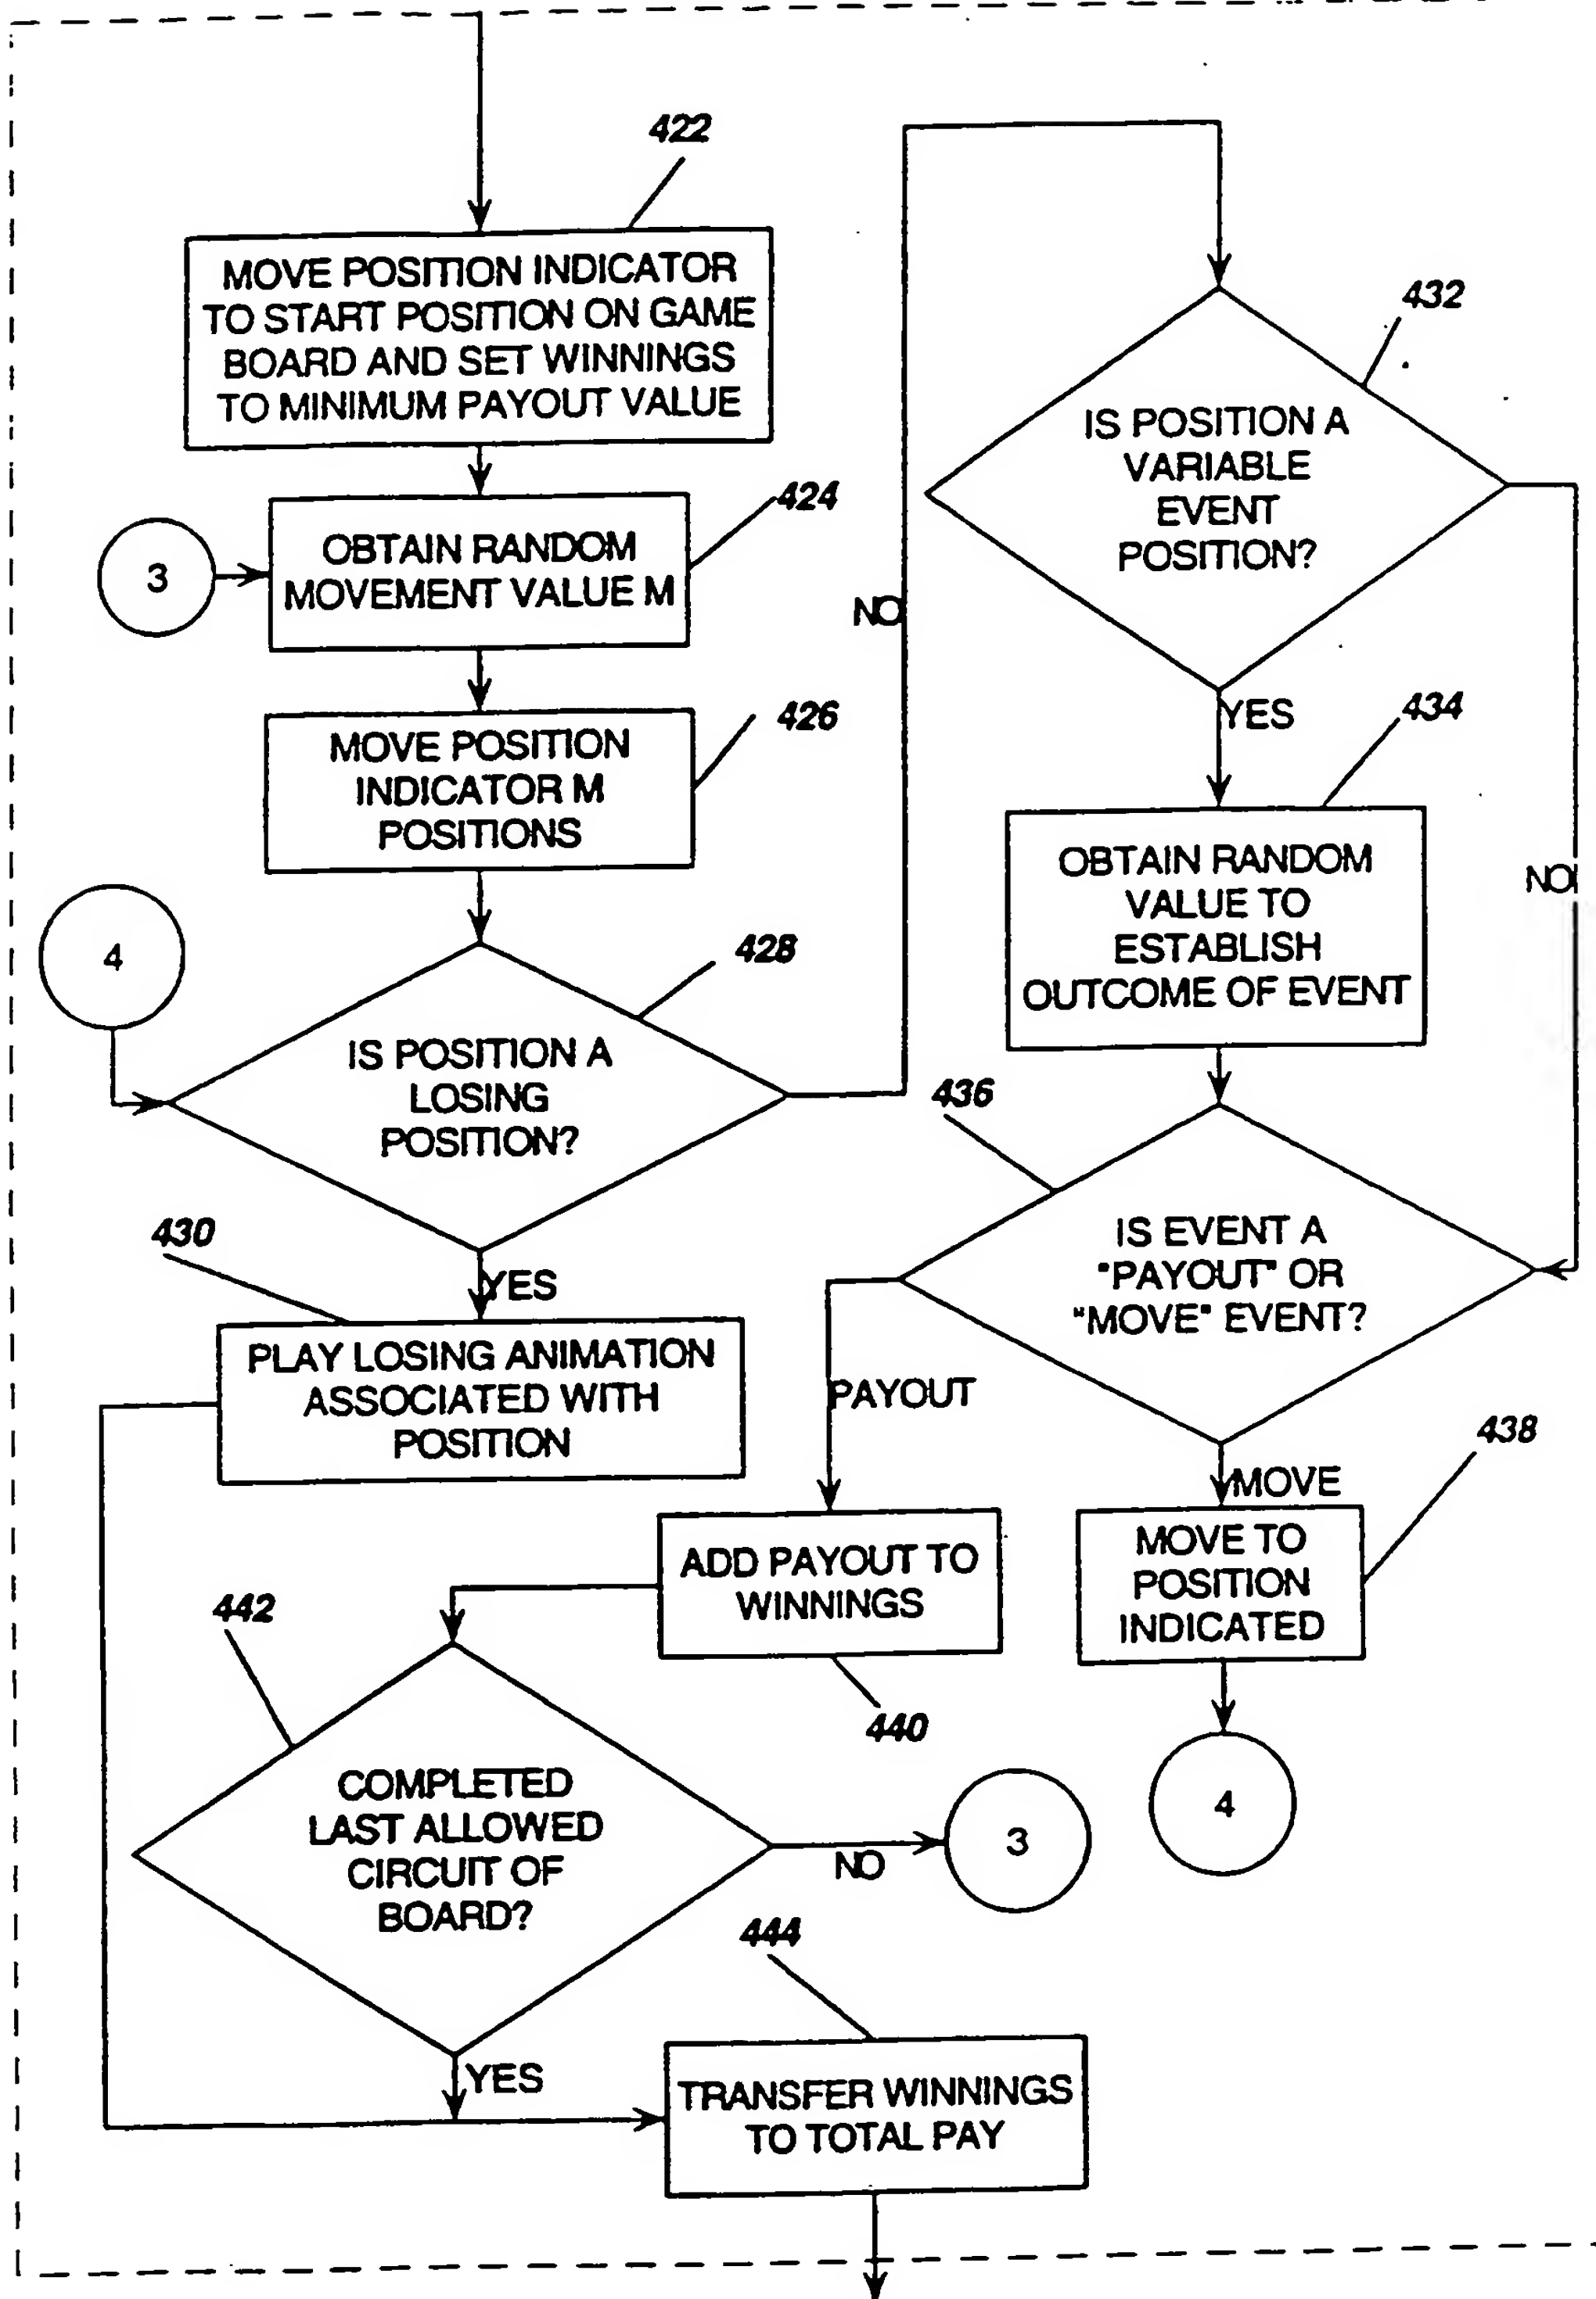 422
MOVE POSITION INDICATOR
TO START POSITION ON GAME
BOARD AND SET WINNINGS
TO MINIMUM PAYOUT VALUE
424
3
OBTAIN RANDOM
MOVEMENT VALUE M
426
MOVE POSITION
INDICATOR M
POSITIONS
4
428
IS POSITION A
LOSING
POSITION?
NO
430
YES
PLAY LOSING ANIMATION
ASSOCIATED WITH
POSITION
432
IS POSITION A
VARIABLE
EVENT
POSITION?
YES
NO
434
OBTAIN RANDOM
VALUE TO
ESTABLISH
OUTCOME OF EVENT
436
IS EVENT A
"PAYOUT" OR
"MOVE" EVENT?
PAYOUT
MOVE
438
MOVE TO
POSITION
INDICATED
4
ADD PAYOUT TO
WINNINGS
440
442
COMPLETED
LAST ALLOWED
CIRCUIT OF
BOARD?
NO
3
YES
444
TRANSFER WINNINGS
TO TOTAL PAY